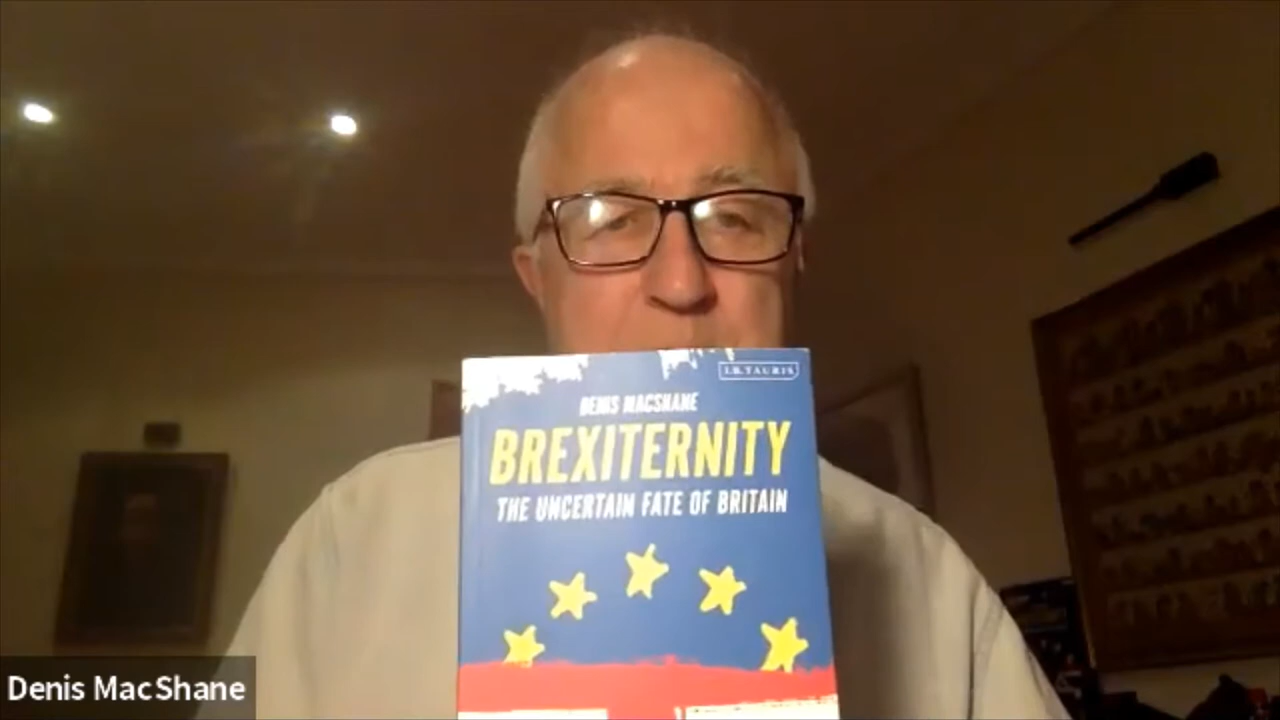 I.B.TAURIS
DENIS MACSHANE
BREXITERNITY
THE UNCERTAIN FATE OF BRITAIN
Denis MacShane